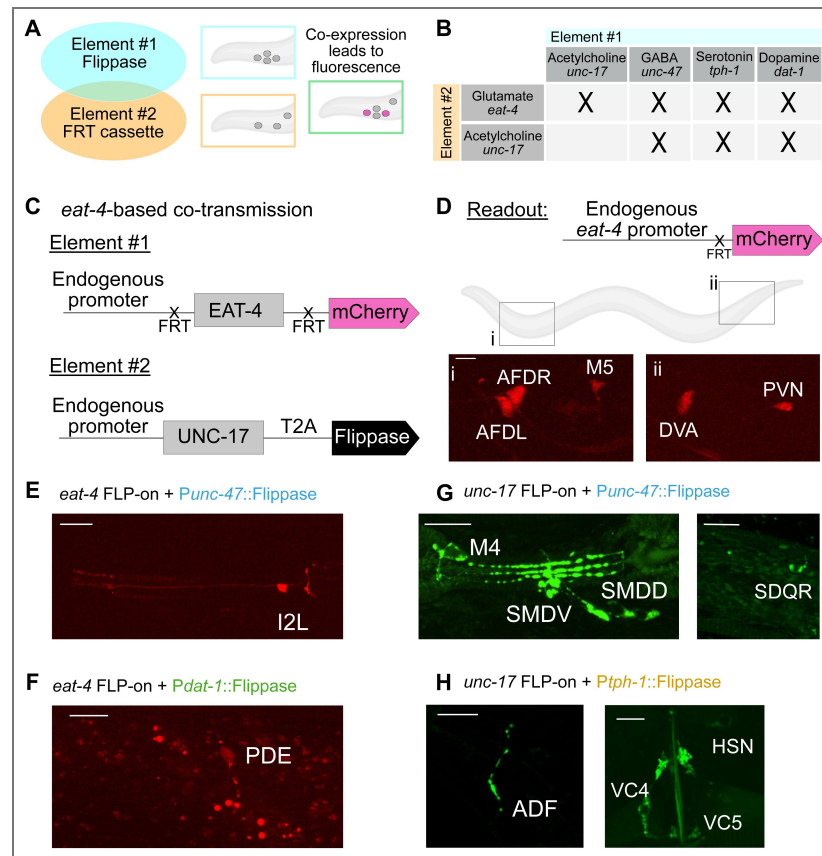 A
Element #1
Flippase
Element #2
FRT cassette
Co-expression
leads to
fluorescence
B
Element #1
Acetylcholine
unc-17
GABA
unc-47
Serotonin
tph-1
Dopamine
dat-1
Element #2
Glutamate
eat-4
X X X X
Acetylcholine
unc-17
X X X
C eat-4-based co-transmission
Element #1
Endogenous
promoter
X
FRT
EAT-4
X
FRT
mCherry
Element #2
Endogenous
promoter
UNC-17
T2A
Flippase
D Readout:
Endogenous
eat-4 promoter
X
FRT
mCherry
i
ii
i
AFDR
M5
AFDL
ii
PVN
DVA
E eat-4 FLP-on + Punc-47::Flippase
I2L
G unc-17 FLP-on + Punc-47::Flippase
M4
SMDD
SMDV
SDQR
F eat-4 FLP-on + Pdat-1::Flippase
PDE
H unc-17 FLP-on + Ptph-1::Flippase
ADF
HSN
VC4
VC5